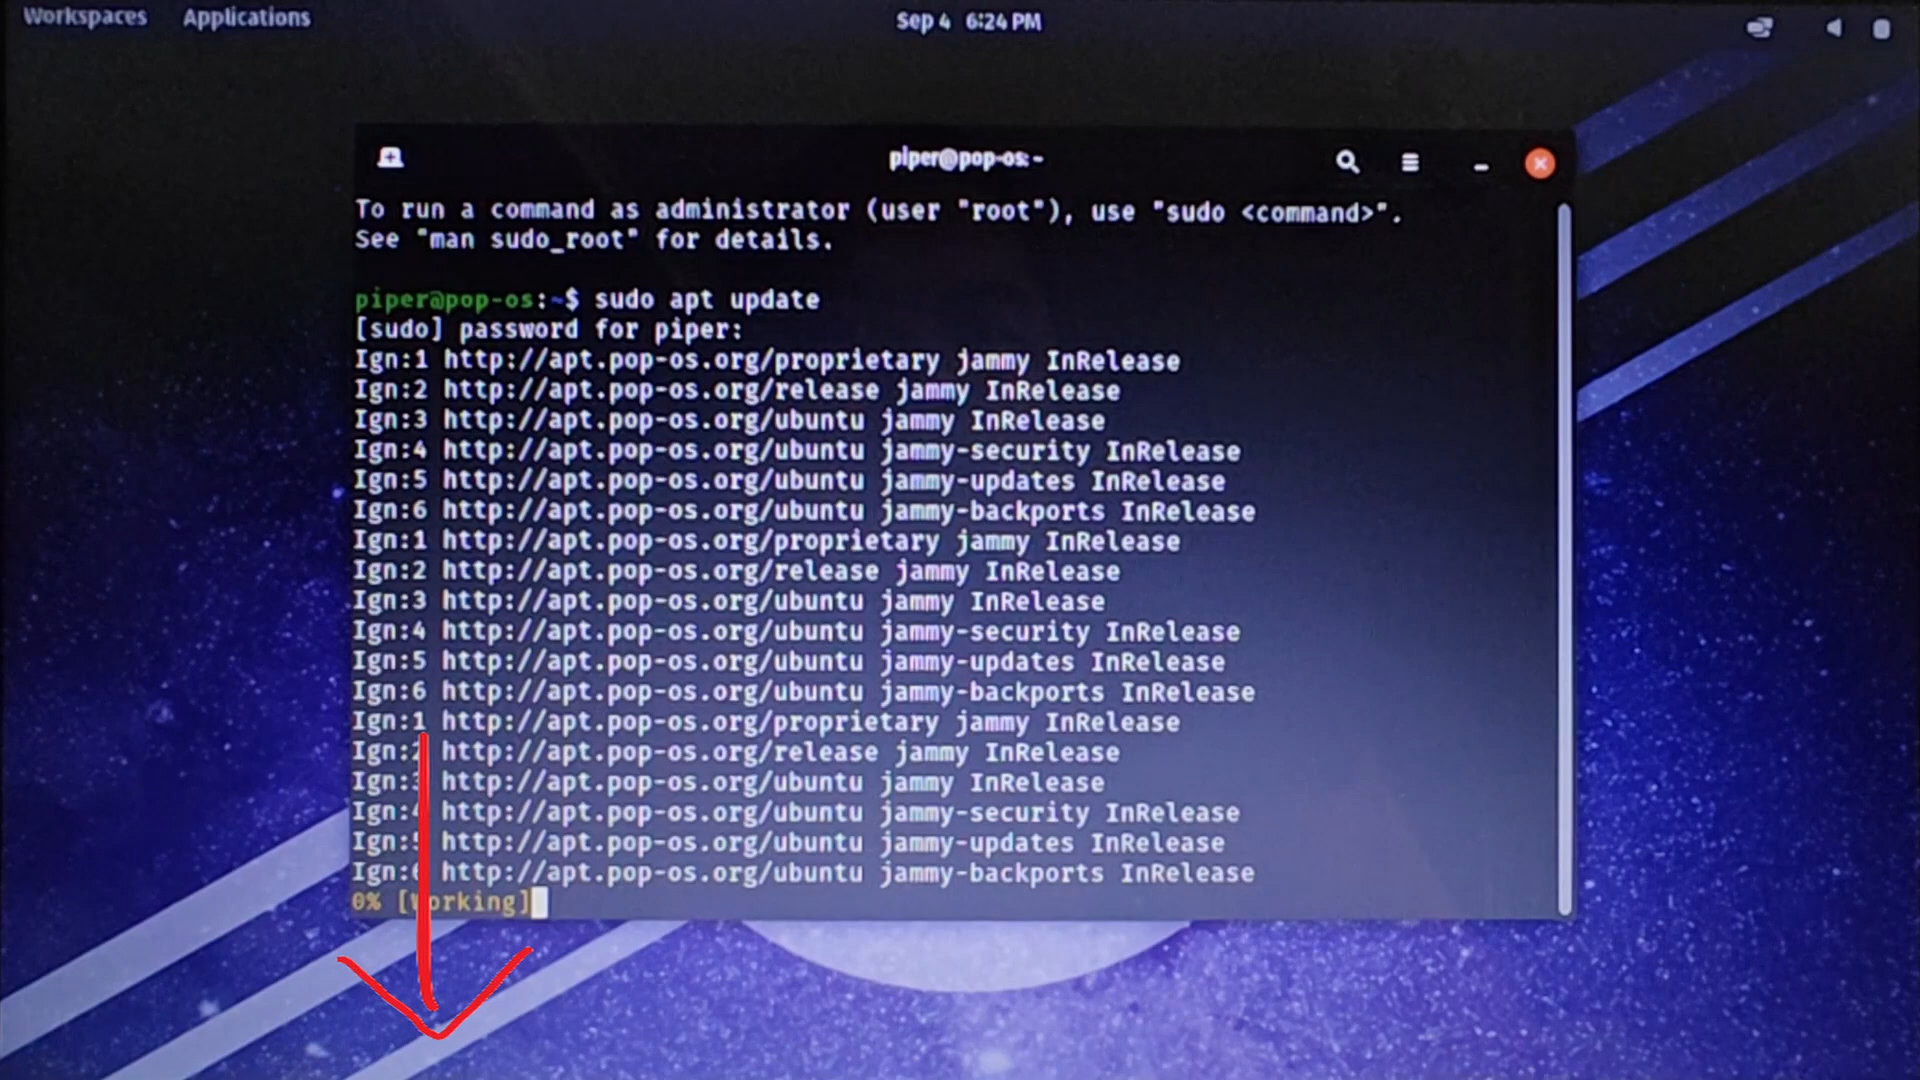 Workspaces Applications Sep 4 6:24 PM
piper@pop-os:~
To run a command as administrator (user "root"), use "sudo <command>".
See "man sudo_root" for details.
piper@pop-os:~$ sudo apt update
[sudo] password for piper:
Ign:1 http://apt.pop-os.org/proprietary jammy InRelease
Ign:2 http://apt.pop-os.org/release jammy InRelease
Ign:3 http://apt.pop-os.org/ubuntu jammy InRelease
Ign:4 http://apt.pop-os.org/ubuntu jammy-security InRelease
Ign:5 http://apt.pop-os.org/ubuntu jammy-updates InRelease
Ign:6 http://apt.pop-os.org/ubuntu jammy-backports InRelease
Ign:1 http://apt.pop-os.org/proprietary jammy InRelease
Ign:2 http://apt.pop-os.org/release jammy InRelease
Ign:3 http://apt.pop-os.org/ubuntu jammy InRelease
Ign:4 http://apt.pop-os.org/ubuntu jammy-security InRelease
Ign:5 http://apt.pop-os.org/ubuntu jammy-updates InRelease
Ign:6 http://apt.pop-os.org/ubuntu jammy-backports InRelease
Ign:1 http://apt.pop-os.org/proprietary jammy InRelease
Ign:2 http://apt.pop-os.org/release jammy InRelease
Ign:3 http://apt.pop-os.org/ubuntu jammy InRelease
Ign:4 http://apt.pop-os.org/ubuntu jammy-security InRelease
Ign:5 http://apt.pop-os.org/ubuntu jammy-updates InRelease
Ign:6 http://apt.pop-os.org/ubuntu jammy-backports InRelease
0% [Working]